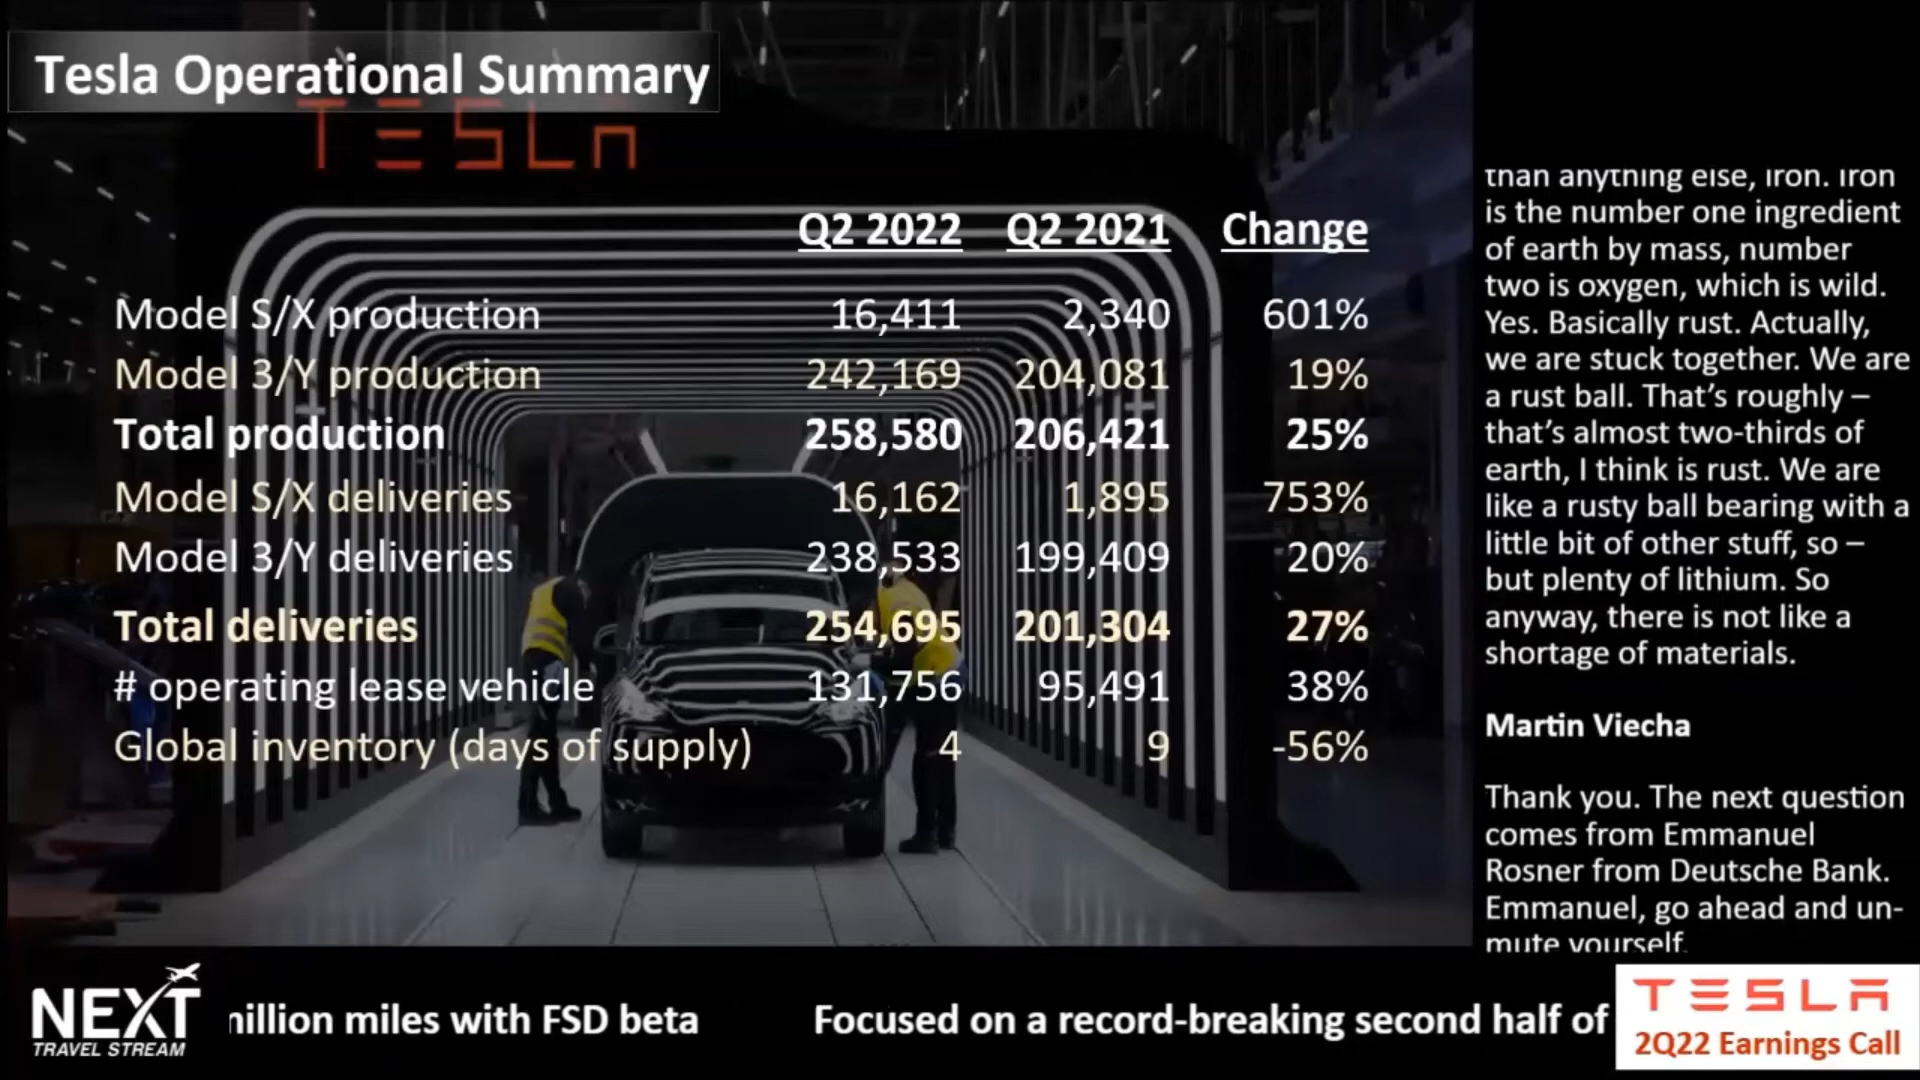 Tesla Operational Summary
TESLA
Q2 2022 Q2 2021 Change
Model S/X production 16,411 2,340 601%
Model 3/Y production 242,169 204,081 19%
Total production 258,580 206,421 25%
Model S/X deliveries 16,162 1,895 753%
Model 3/Y deliveries 238,533 199,409 20%
Total deliveries 254,695 201,304 27%
# operating lease vehicle 131,756 95,491 38%
Global inventory (days of supply) 4 9 -56%
than anything else, iron. Iron
is the number one ingredient
of earth by mass, number
two is oxygen, which is wild.
Yes. Basically rust. Actually,
we are stuck together. We are
a rust ball. That's roughly –
that's almost two-thirds of
earth, I think is rust. We are
like a rusty ball bearing with a
little bit of other stuff, so –
but plenty of lithium. So
anyway, there is not like a
shortage of materials.
Martin Viecha
Thank you. The next question
comes from Emmanuel
Rosner from Deutsche Bank.
Emmanuel, go ahead and un-
mute yourself.
NEXT
TRAVEL STREAM
million miles with FSD beta Focused on a record-breaking second half of
TESLA
2Q22 Earnings Call